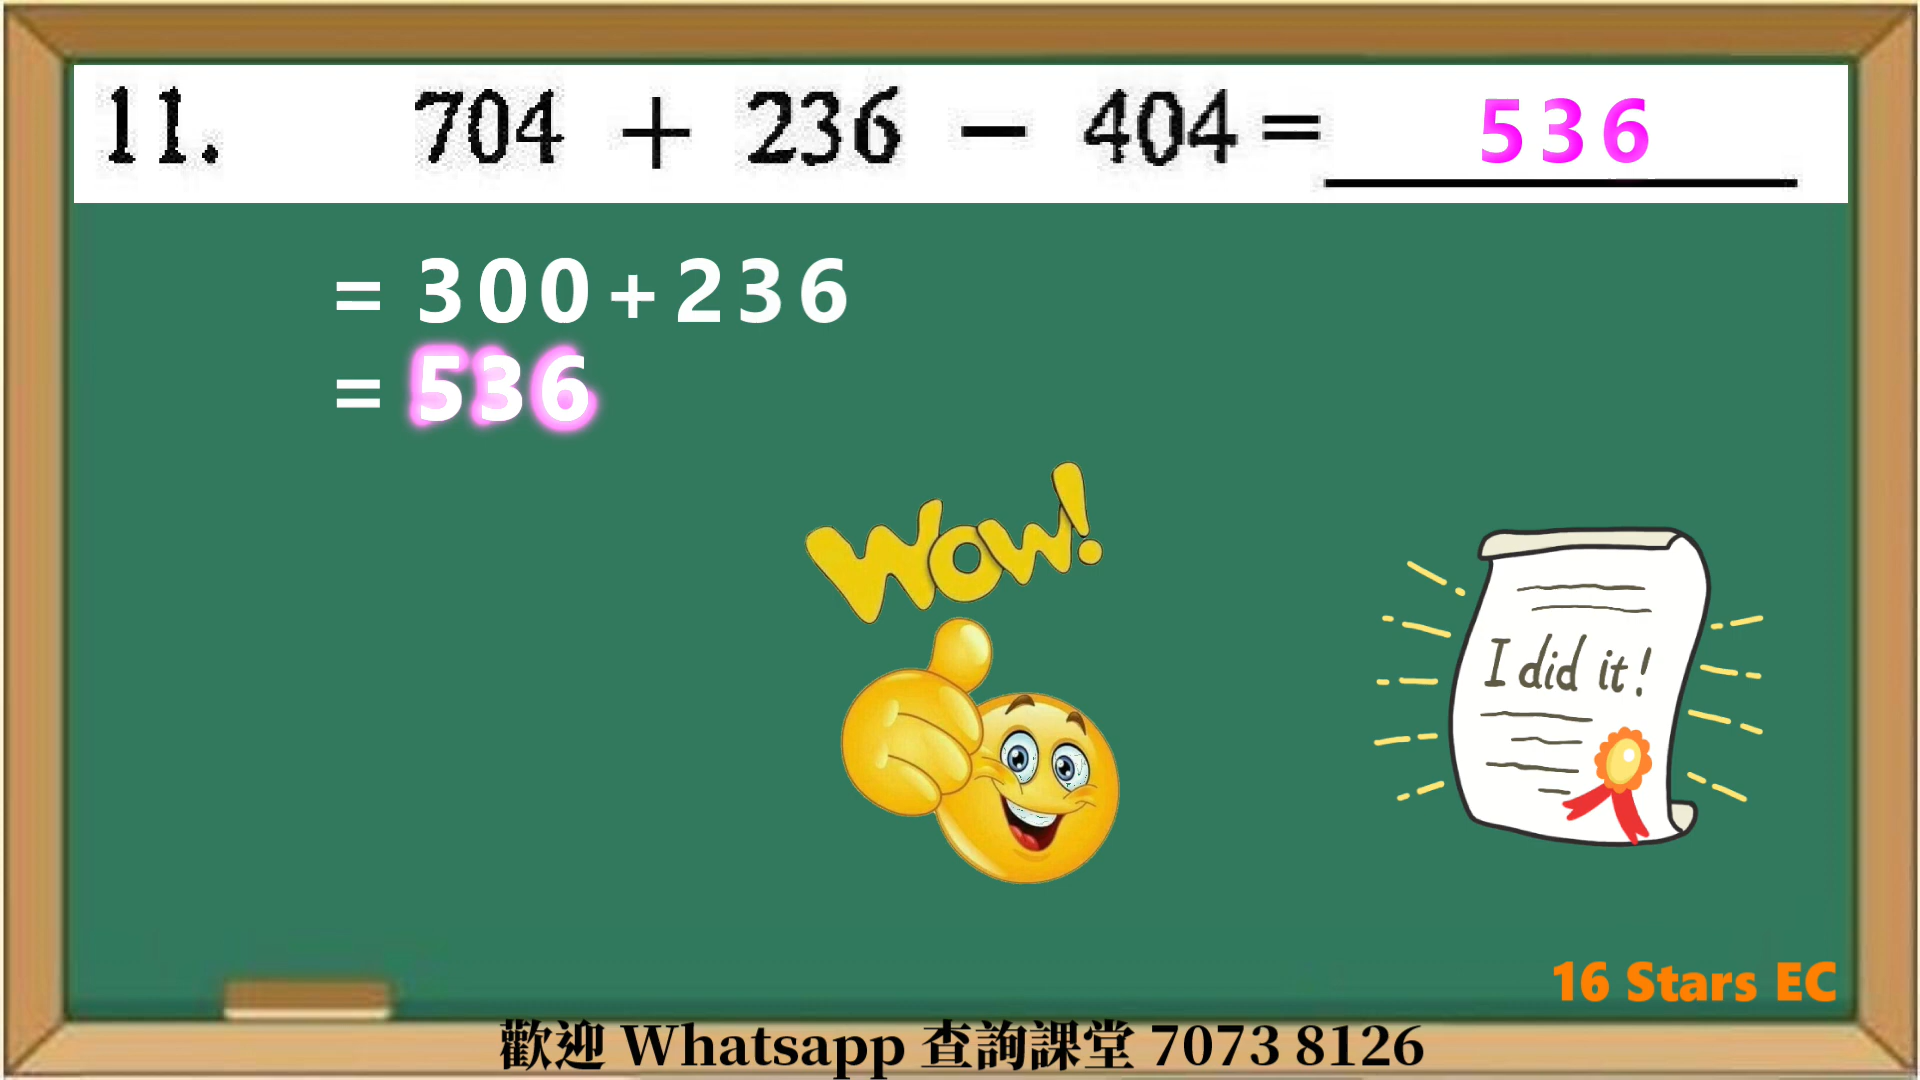 11. 704 + 236 − 404 = 536
= 300+236
= 536
Wow!
I did it!
16 Stars EC
歡迎 Whatsapp 查詢課堂 7073 8126